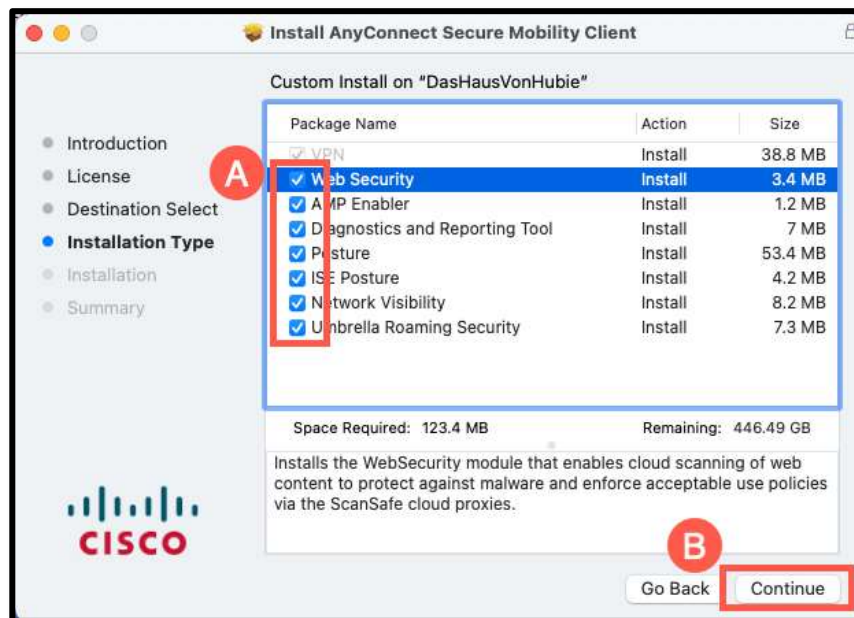 Install AnyConnect Secure Mobility Client
Custom Install on "DasHausVonHubie"
Introduction
License
Destination Select
Installation Type
Installation
Summary
CISCO
A
Package Name Action Size
VPN Install 38.8 MB
Web Security Install 3.4 MB
AMP Enabler Install 1.2 MB
Diagnostics and Reporting Tool Install 7 MB
Posture Install 53.4 MB
ISE Posture Install 4.2 MB
Network Visibility Install 8.2 MB
Umbrella Roaming Security Install 7.3 MB
Space Required: 123.4 MB Remaining: 446.49 GB
Installs the WebSecurity module that enables cloud scanning of web
content to protect against malware and enforce acceptable use policies
via the ScanSafe cloud proxies.
B
Go Back Continue